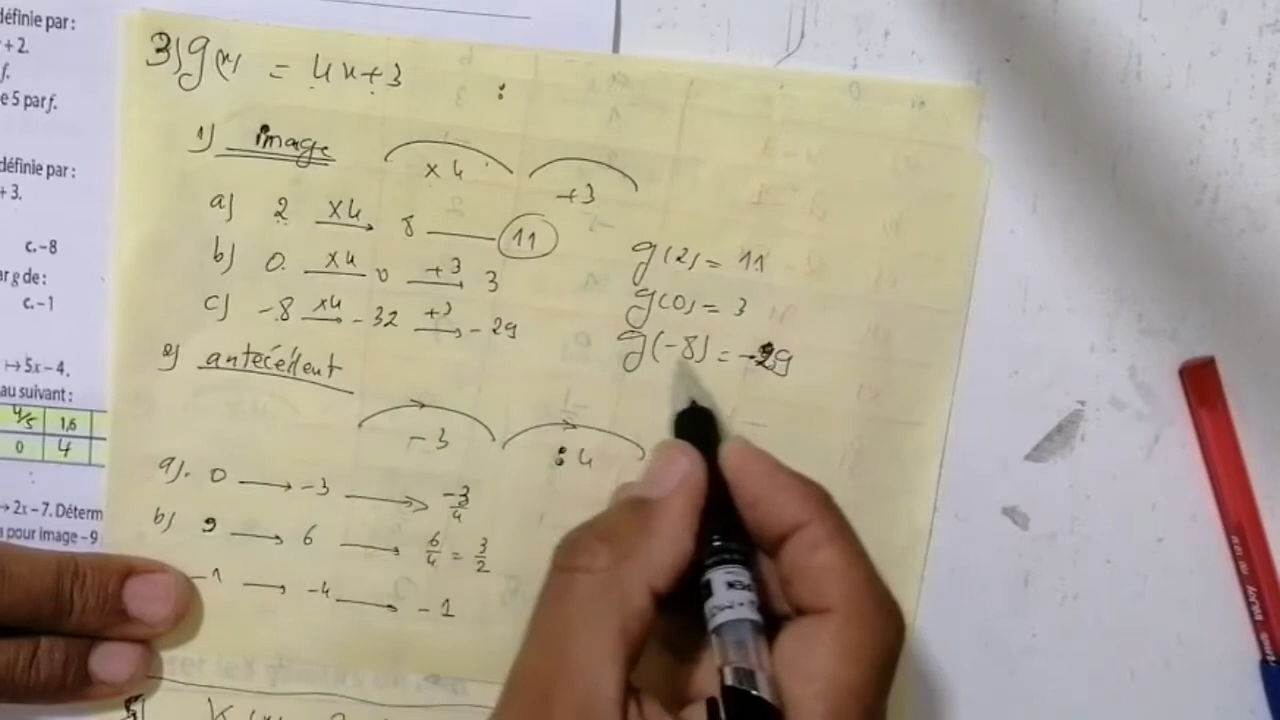 définie par :
+ 2.
f.
e 5 par f.
définie par :
+ 3.
c. -8
ar g de :
c. -1
↦ 5x - 4.
au suivant :
4/5 1,6
0 4
→ 2x - 7. Déterm
a pour image - 9
3) g(x) = 4x+3 :
1) image
×4 +3
a) 2 ×4 → 8 — 11
b) 0. ×4 — 0 +3 → 3
c) -8 ×4 → -32 +3 → -29
g(2) = 11
g(0) = 3
g(-8) = -29
2) antécédent
-3 :4
a). 0 → -3 → -3/4
b) 9 → 6 → 6/4 = 3/2
-1 → -4 → -1